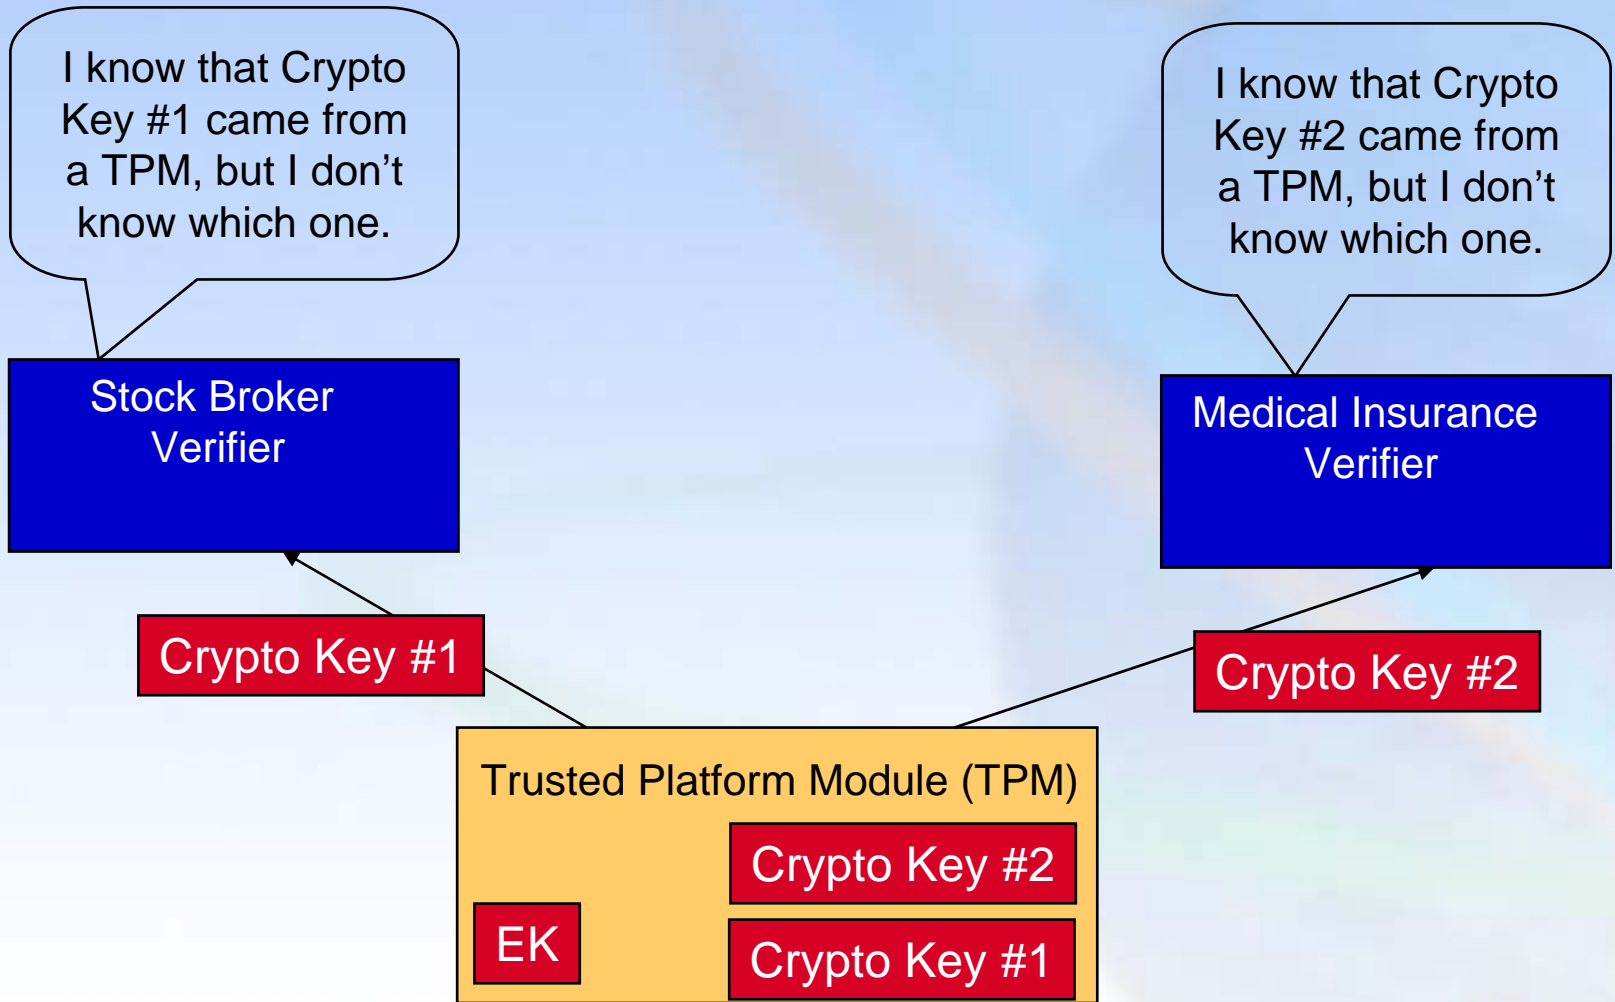 I know that Crypto
Key #1 came from
a TPM, but I don’t
know which one.
I know that Crypto
Key #2 came from
a TPM, but I don’t
know which one.
Stock Broker
Verifier
Medical Insurance
Verifier
Crypto Key #1
Crypto Key #2
Trusted Platform Module (TPM)
Crypto Key #2
EK
Crypto Key #1